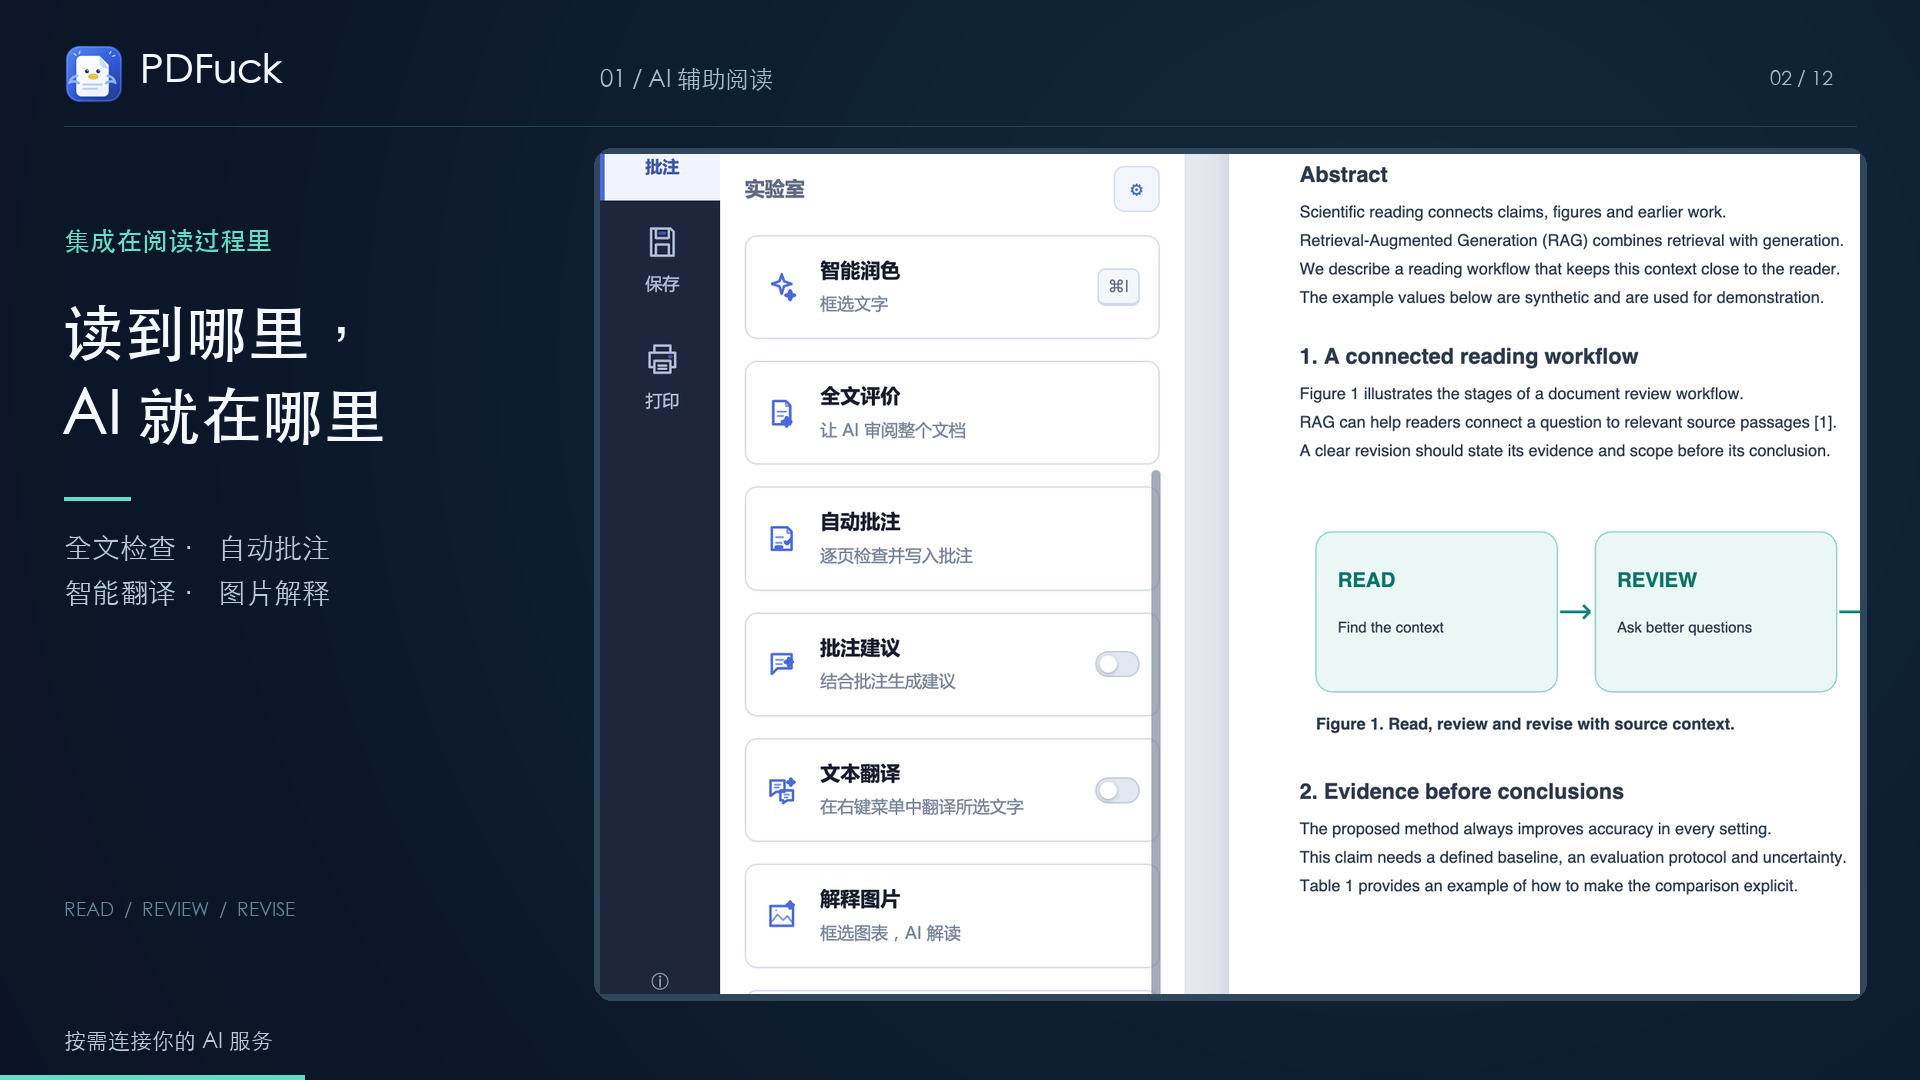 PDFuck
01 / AI 辅助阅读
02 / 12
集成在阅读过程里
读到哪里，
AI 就在哪里
全文检查 · 自动批注
智能翻译 · 图片解释
READ / REVIEW / REVISE
按需连接你的 AI 服务
批注
保存
打印
实验室
智能润色
框选文字
⌘I
全文评价
让 AI 审阅整个文档
自动批注
逐页检查并写入批注
批注建议
结合批注生成建议
文本翻译
在右键菜单中翻译所选文字
解释图片
框选图表，AI 解读
Abstract
Scientific reading connects claims, figures and earlier work.
Retrieval-Augmented Generation (RAG) combines retrieval with generation.
We describe a reading workflow that keeps this context close to the reader.
The example values below are synthetic and are used for demonstration.
1. A connected reading workflow
Figure 1 illustrates the stages of a document review workflow.
RAG can help readers connect a question to relevant source passages [1].
A clear revision should state its evidence and scope before its conclusion.
READ
Find the context
REVIEW
Ask better questions
Figure 1. Read, review and revise with source context.
2. Evidence before conclusions
The proposed method always improves accuracy in every setting.
This claim needs a defined baseline, an evaluation protocol and uncertainty.
Table 1 provides an example of how to make the comparison explicit.